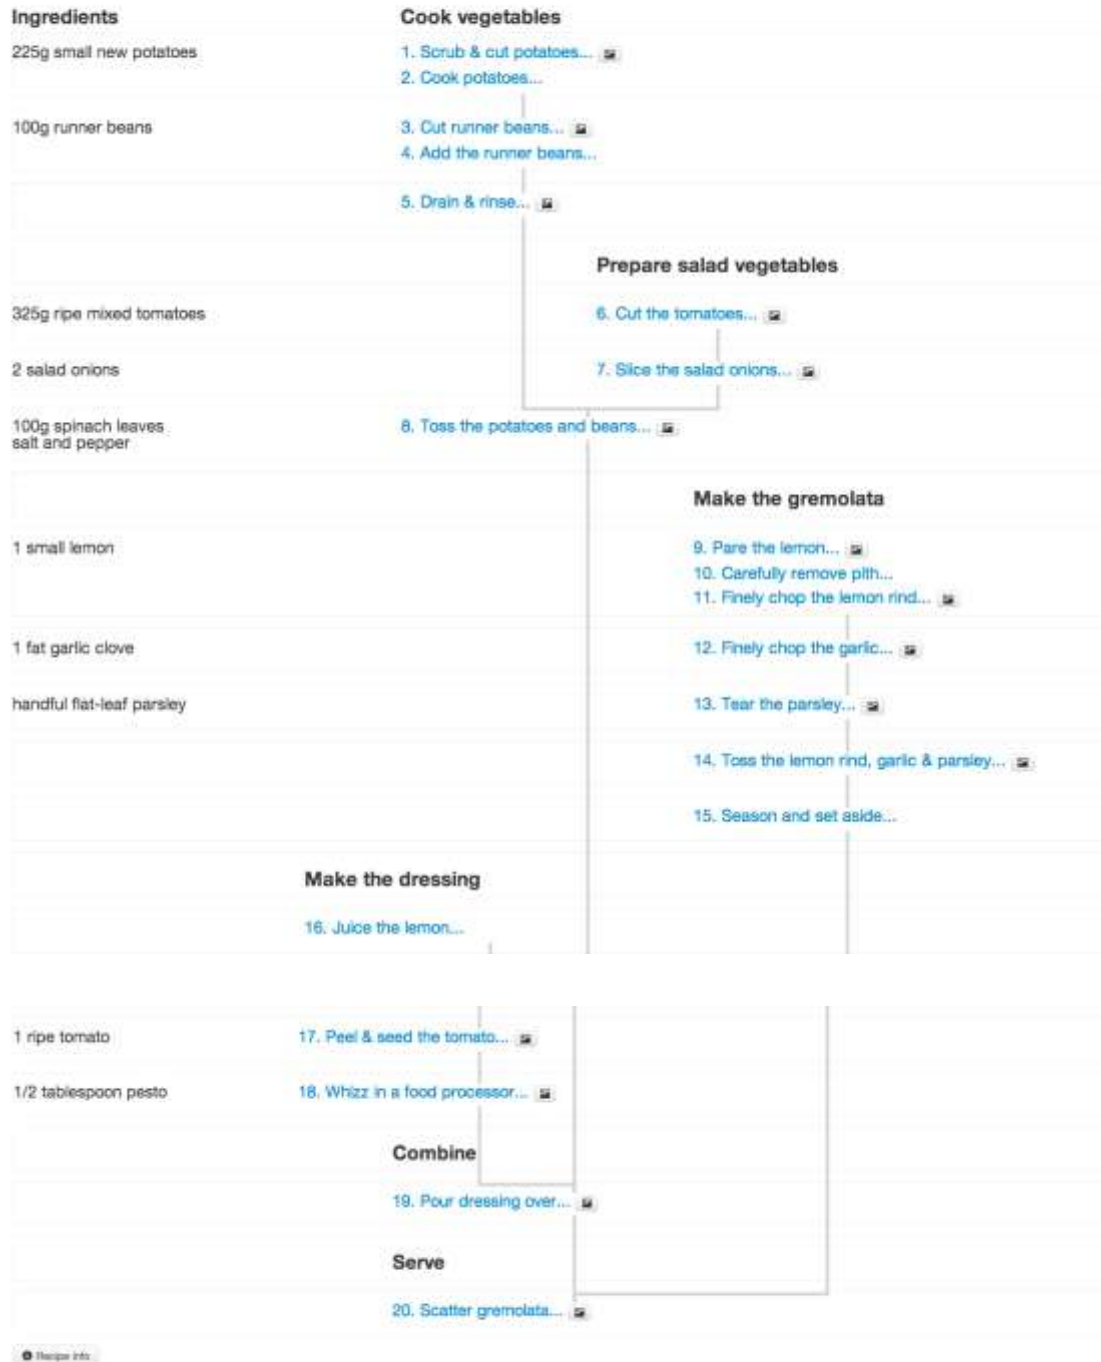 Ingredients
Cook vegetables
225g small new potatoes
1. Scrub & cut potatoes...
2. Cook potatoes...
100g runner beans
3. Cut runner beans...
4. Add the runner beans...
5. Drain & rinse...
Prepare salad vegetables
325g ripe mixed tomatoes
6. Cut the tomatoes...
2 salad onions
7. Slice the salad onions...
100g spinach leaves
salt and pepper
8. Toss the potatoes and beans...
Make the gremolata
1 small lemon
9. Pare the lemon...
10. Carefully remove pith...
11. Finely chop the lemon rind...
1 fat garlic clove
12. Finely chop the garlic...
handful flat-leaf parsley
13. Tear the parsley...
14. Toss the lemon rind, garlic & parsley...
15. Season and set aside...
Make the dressing
16. Juice the lemon...
1 ripe tomato
17. Peel & seed the tomato...
1/2 tablespoon pesto
18. Whizz in a food processor...
Combine
19. Pour dressing over...
Serve
20. Scatter gremolata...
Recipe info